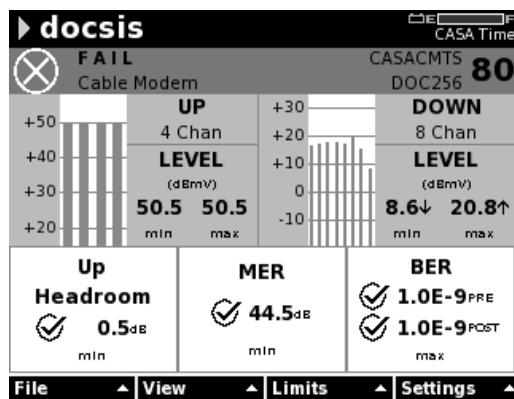 docsis
E F
CASA Time
FAIL
Cable Modem
CASACMTS
DOC256
80
UP
4 Chan
LEVEL
(dBmV)
50.5 50.5
min max
+50
+40
+30
+20
DOWN
8 Chan
LEVEL
(dBmV)
8.6↓ 20.8↑
min max
+30
+20
+10
0
-10
Up
Headroom
0.5dB
min
MER
44.5dB
min
BER
1.0E-9PRE
1.0E-9POST
max
File View Limits Settings